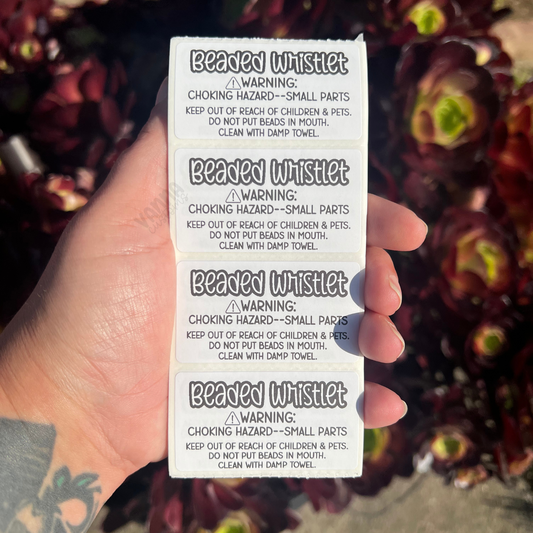 Beaded Wristlet
⚠WARNING:
CHOKING HAZARD--SMALL PARTS
KEEP OUT OF REACH OF CHILDREN & PETS.
DO NOT PUT BEADS IN MOUTH.
CLEAN WITH DAMP TOWEL.
Beaded Wristlet
⚠WARNING:
CHOKING HAZARD--SMALL PARTS
KEEP OUT OF REACH OF CHILDREN & PETS.
DO NOT PUT BEADS IN MOUTH.
CLEAN WITH DAMP TOWEL.
Beaded Wristlet
⚠WARNING:
CHOKING HAZARD--SMALL PARTS
KEEP OUT OF REACH OF CHILDREN & PETS.
DO NOT PUT BEADS IN MOUTH.
CLEAN WITH DAMP TOWEL.
Beaded Wristlet
⚠WARNING:
CHOKING HAZARD--SMALL PARTS
KEEP OUT OF REACH OF CHILDREN & PETS.
DO NOT PUT BEADS IN MOUTH.
CLEAN WITH DAMP TOWEL.